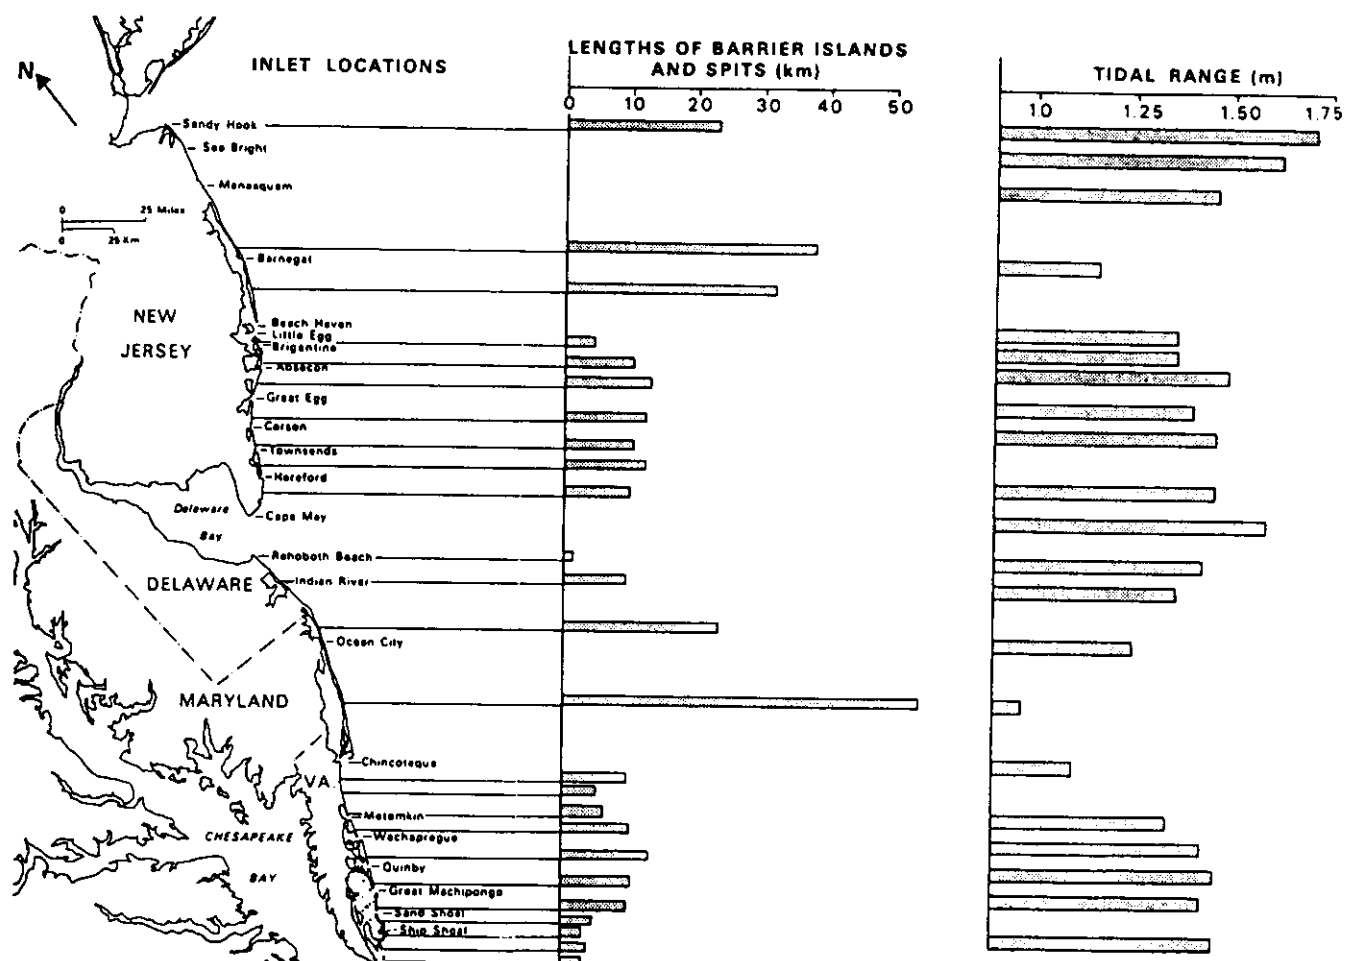 LENGTHS OF BARRIER ISLANDS
AND SPITS (km)
INLET LOCATIONS
TIDAL RANGE (m)
N
0 10 20 30 40 50
1.0 1.25 1.50 1.75
Sandy Hook
Sea Bright
Manasquam
0 25 Miles
0 25 Km
Barnegat
NEW
JERSEY
Beach Haven
Little Egg
Brigantine
Absecon
Great Egg
Corson
Townsends
Hereford
Delaware
Bay
Cape May
Rehoboth Beach
DELAWARE
Indian River
Ocean City
MARYLAND
Chincoteque
VA.
Metomkin
CHESAPEAKE
Wachaprague
BAY
Quinby
Great Machipongo
Sand Shoal
Ship Shoal